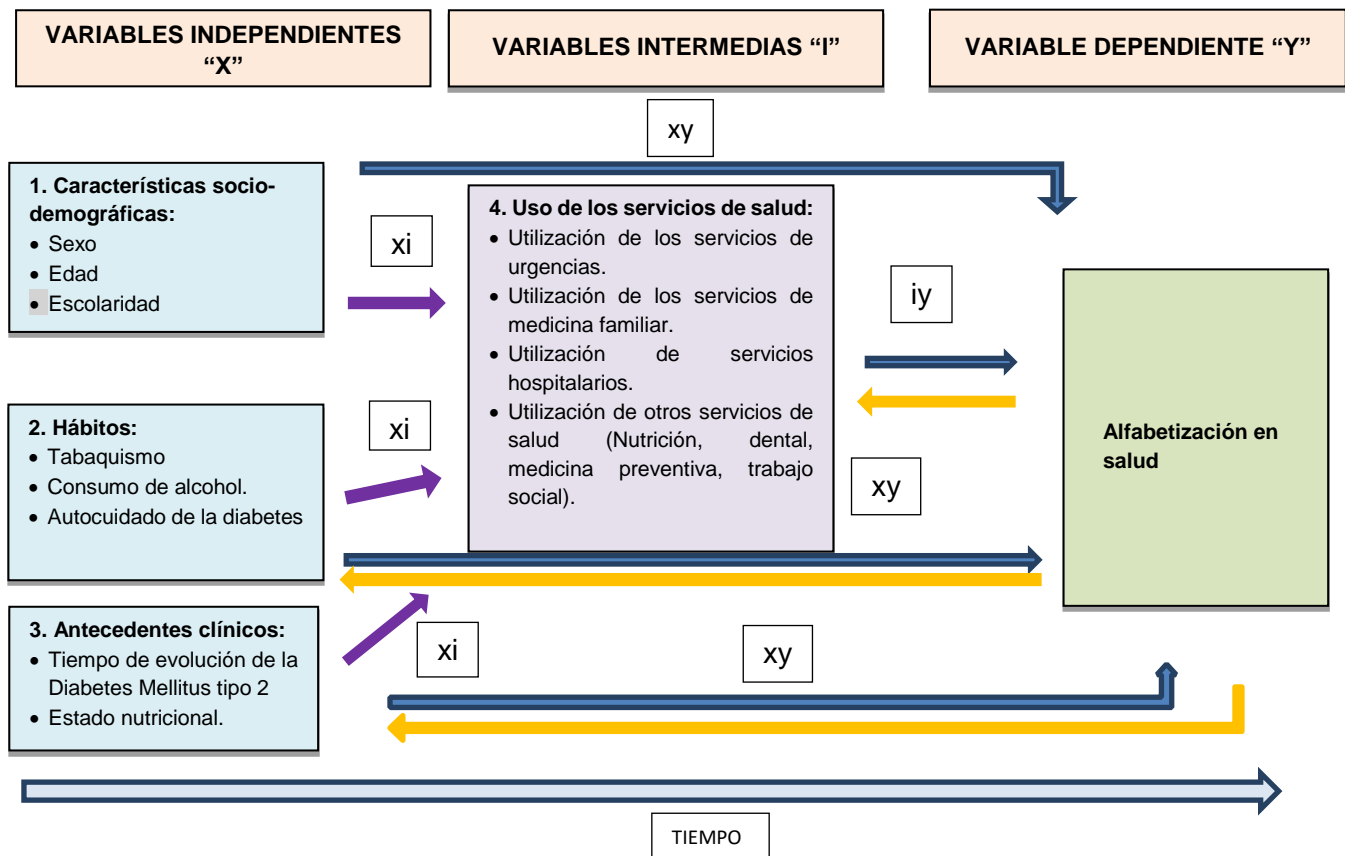 VARIABLES INDEPENDIENTES
“X”
VARIABLES INTERMEDIAS “I”
VARIABLE DEPENDIENTE “Y”
xy
1. Características socio-
demográficas:
• Sexo
• Edad
• Escolaridad
xi
4. Uso de los servicios de salud:
• Utilización de los servicios de
urgencias.
• Utilización de los servicios de
medicina familiar.
• Utilización de servicios
hospitalarios.
• Utilización de otros servicios de
salud (Nutrición, dental,
medicina preventiva, trabajo
social).
iy
2. Hábitos:
• Tabaquismo
• Consumo de alcohol.
• Autocuidado de la diabetes
xi
xy
Alfabetización en
salud
3. Antecedentes clínicos:
• Tiempo de evolución de la
Diabetes Mellitus tipo 2
• Estado nutricional.
xi
xy
TIEMPO